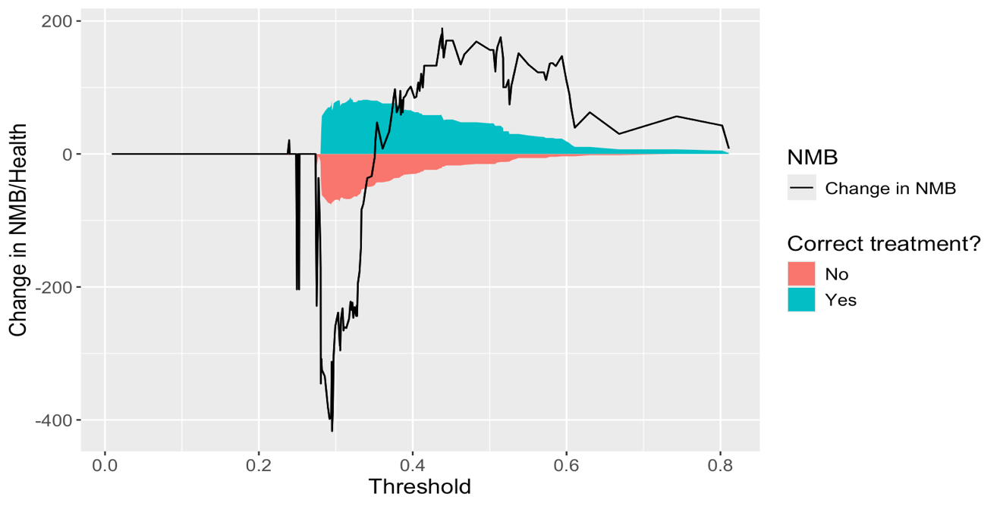 200
0
-200
-400
0.0
0.2
0.4
0.6
0.8
Threshold
Change in NMB/Health
NMB
Change in NMB
Correct treatment?
No
Yes